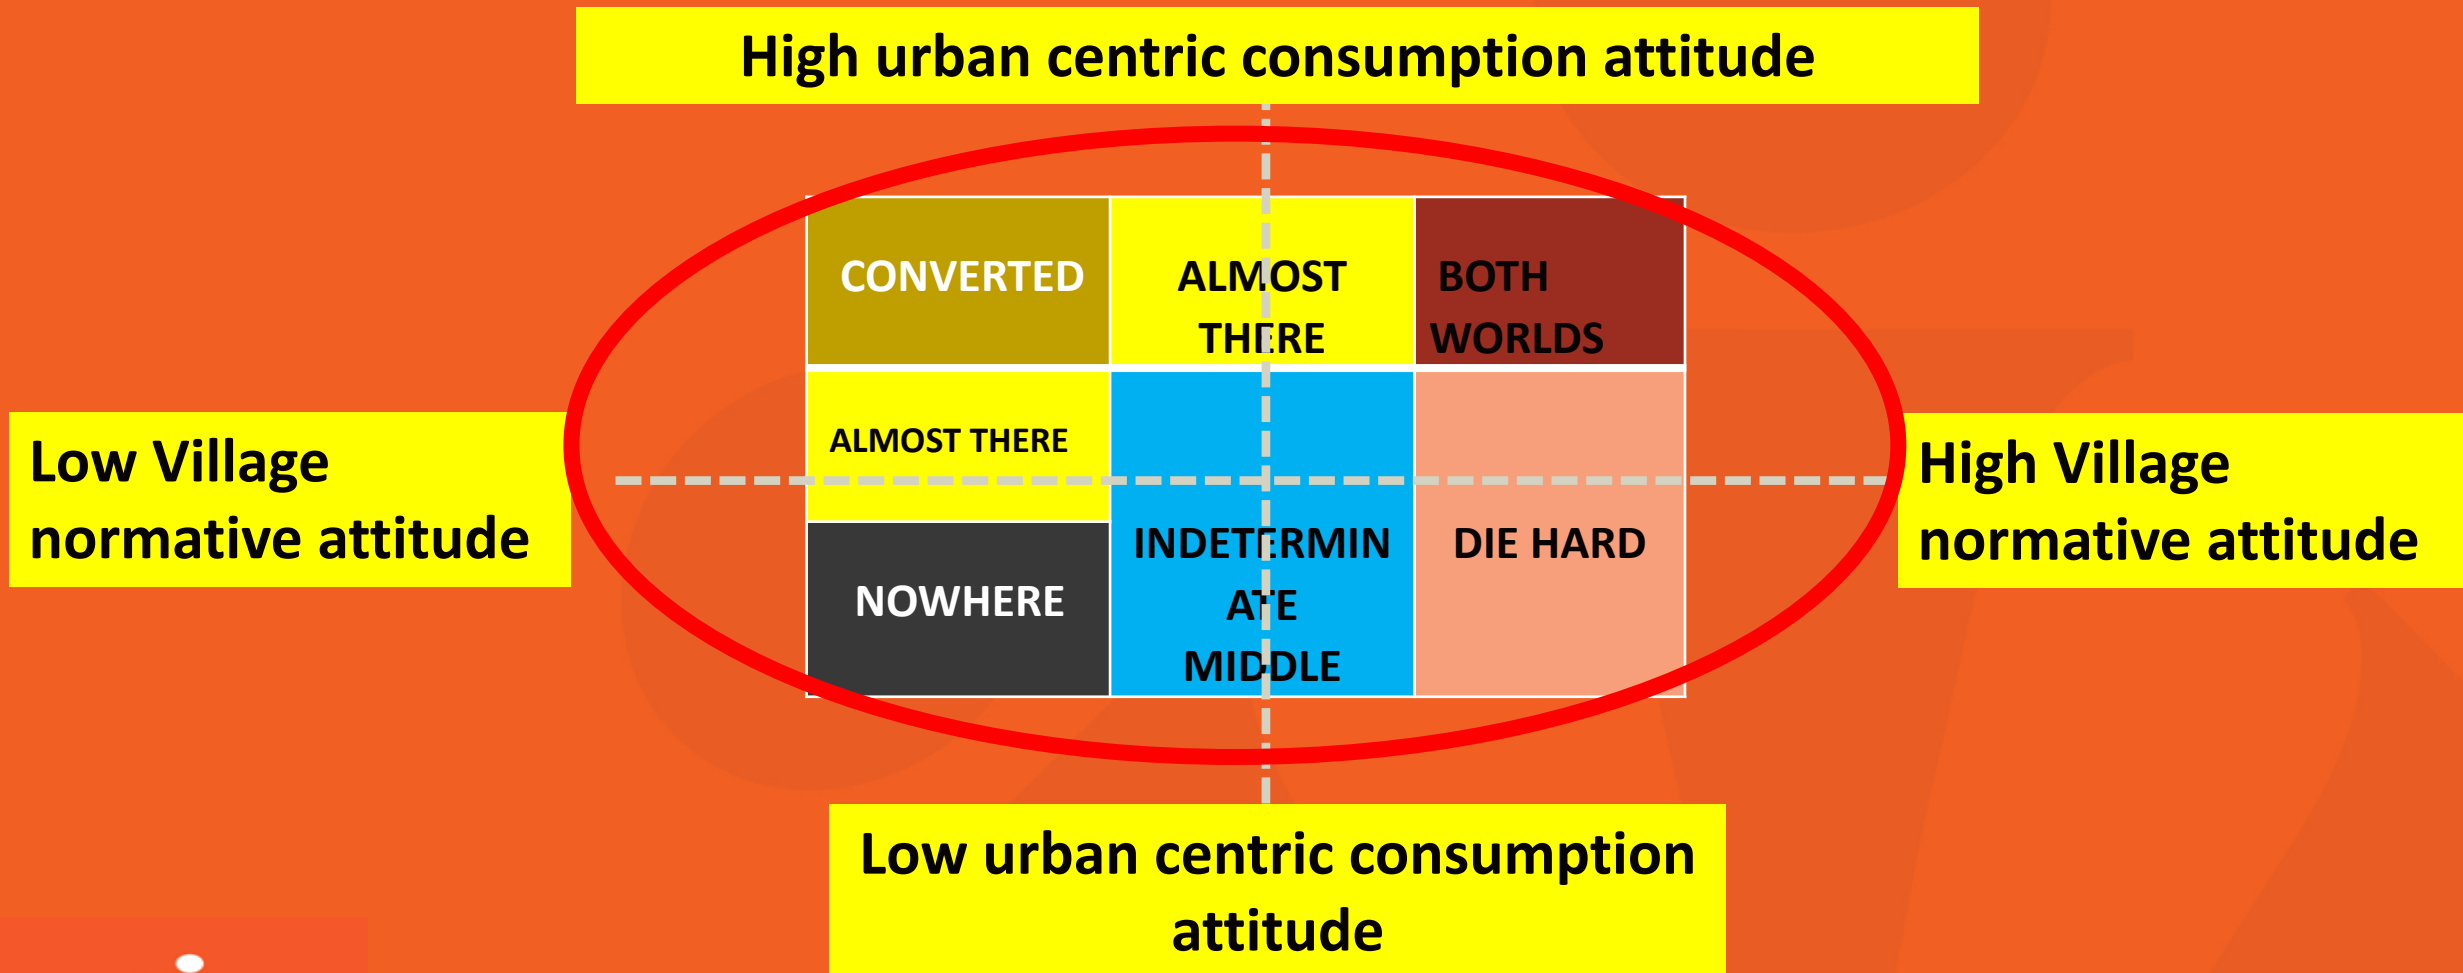 High urban centric consumption attitude
CONVERTED
ALMOST
THERE
BOTH
WORLDS
ALMOST THERE
Low Village
normative attitude
High Village
normative attitude
INDETERMIN
ATE
MIDDLE
DIE HARD
NOWHERE
Low urban centric consumption
attitude